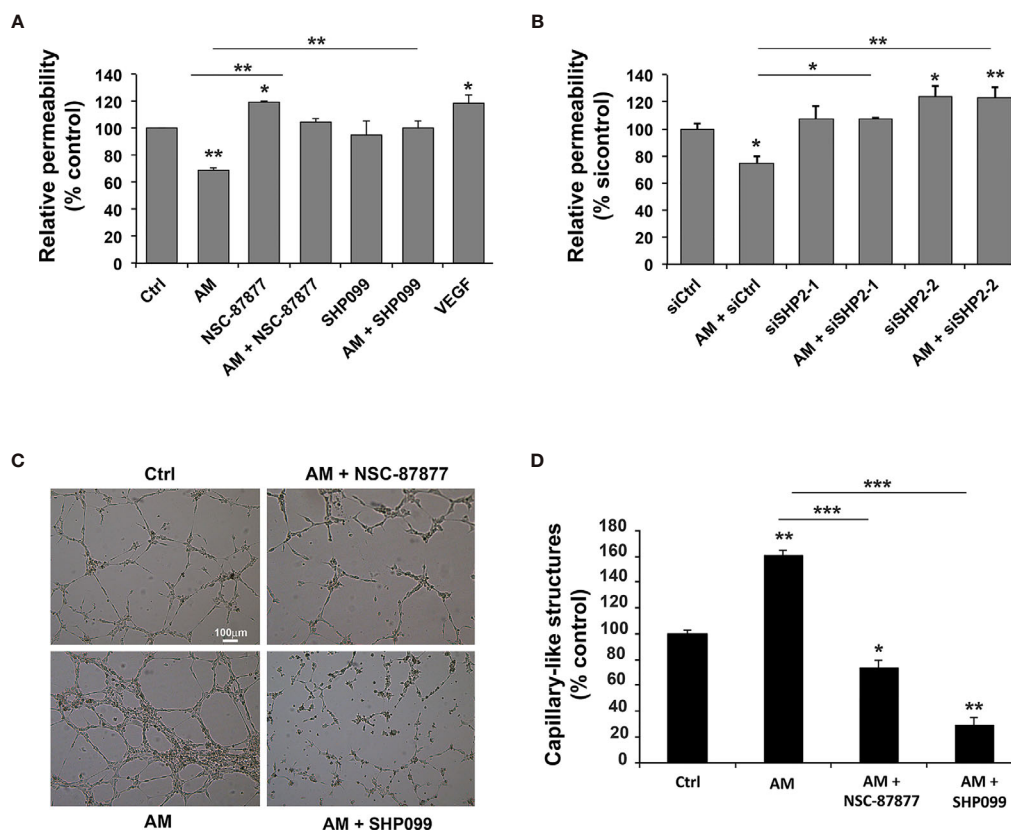 A
Relative permeability
(% control)
140
120
100
80
60
40
20
0
**
**
**
*
*
Ctrl
AM
NSC-87877
AM + NSC-87877
SHP099
AM + SHP099
VEGF
B
Relative permeability
(% sicontrol)
140
120
100
80
60
40
20
0
**
*
*
*
**
siCtrl
AM + siCtrl
siSHP2-1
AM + siSHP2-1
siSHP2-2
AM + siSHP2-2
C
Ctrl
AM + NSC-87877
100μm
AM
AM + SHP099
D
Capillary-like structures
(% control)
180
160
140
120
100
80
60
40
20
0
***
***
**
*
**
Ctrl
AM
AM +
NSC-87877
AM +
SHP099